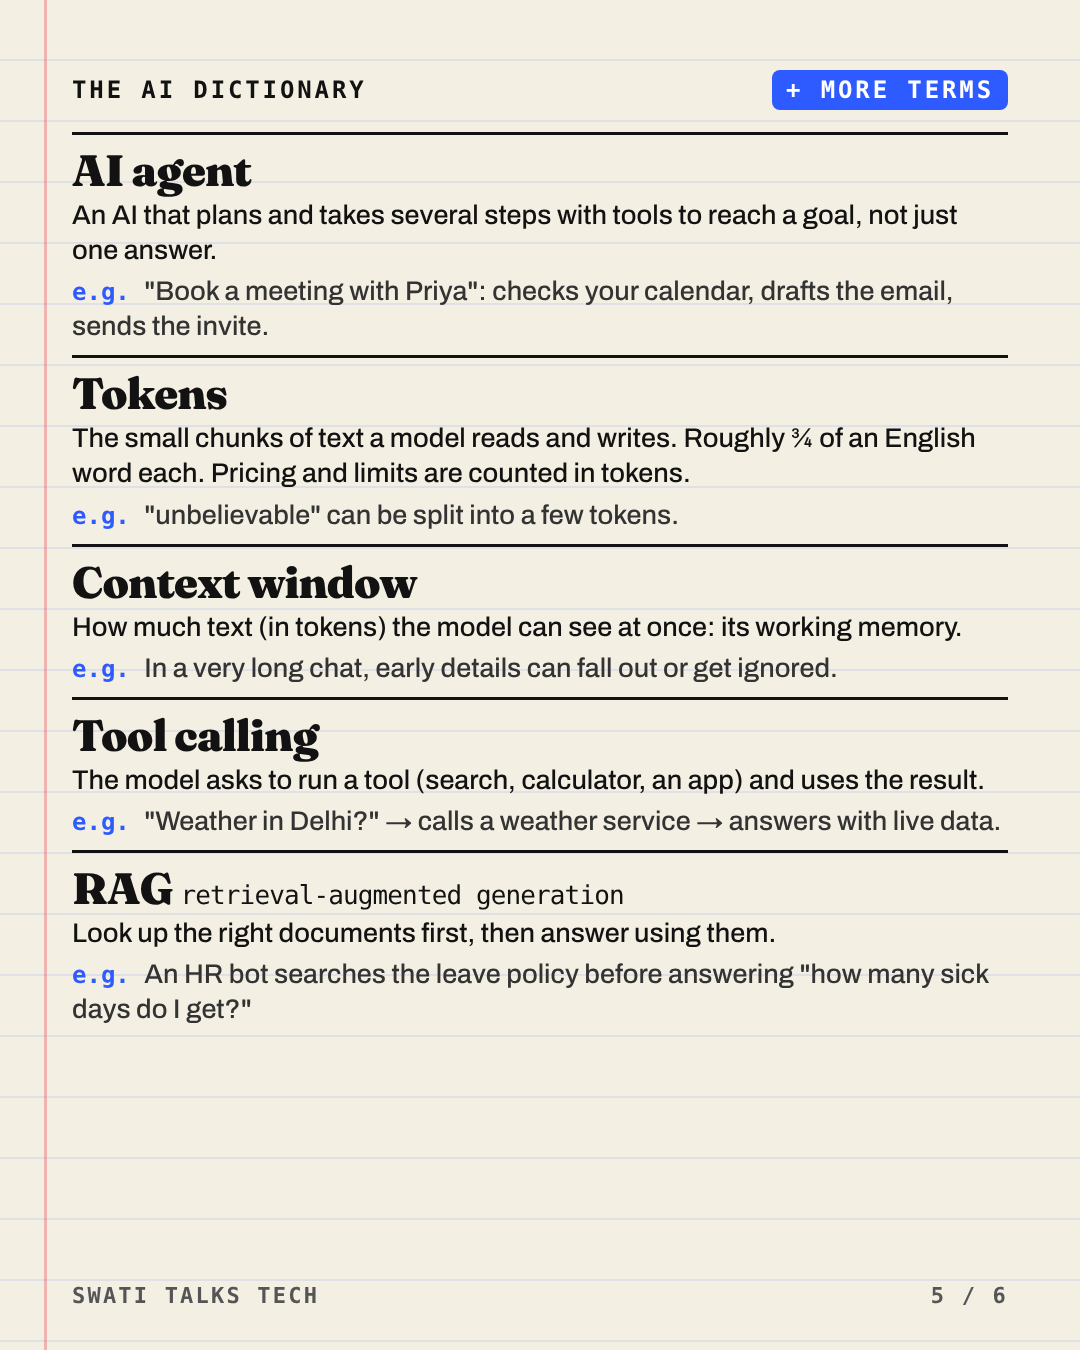 THE AI DICTIONARY
+ MORE TERMS
AI agent
An AI that plans and takes several steps with tools to reach a goal, not just
one answer.
e.g. "Book a meeting with Priya": checks your calendar, drafts the email,
sends the invite.
Tokens
The small chunks of text a model reads and writes. Roughly ¾ of an English
word each. Pricing and limits are counted in tokens.
e.g. "unbelievable" can be split into a few tokens.
Context window
How much text (in tokens) the model can see at once: its working memory.
e.g. In a very long chat, early details can fall out or get ignored.
Tool calling
The model asks to run a tool (search, calculator, an app) and uses the result.
e.g. "Weather in Delhi?" → calls a weather service → answers with live data.
RAG retrieval-augmented generation
Look up the right documents first, then answer using them.
e.g. An HR bot searches the leave policy before answering "how many sick
days do I get?"
SWATI TALKS TECH
5 / 6